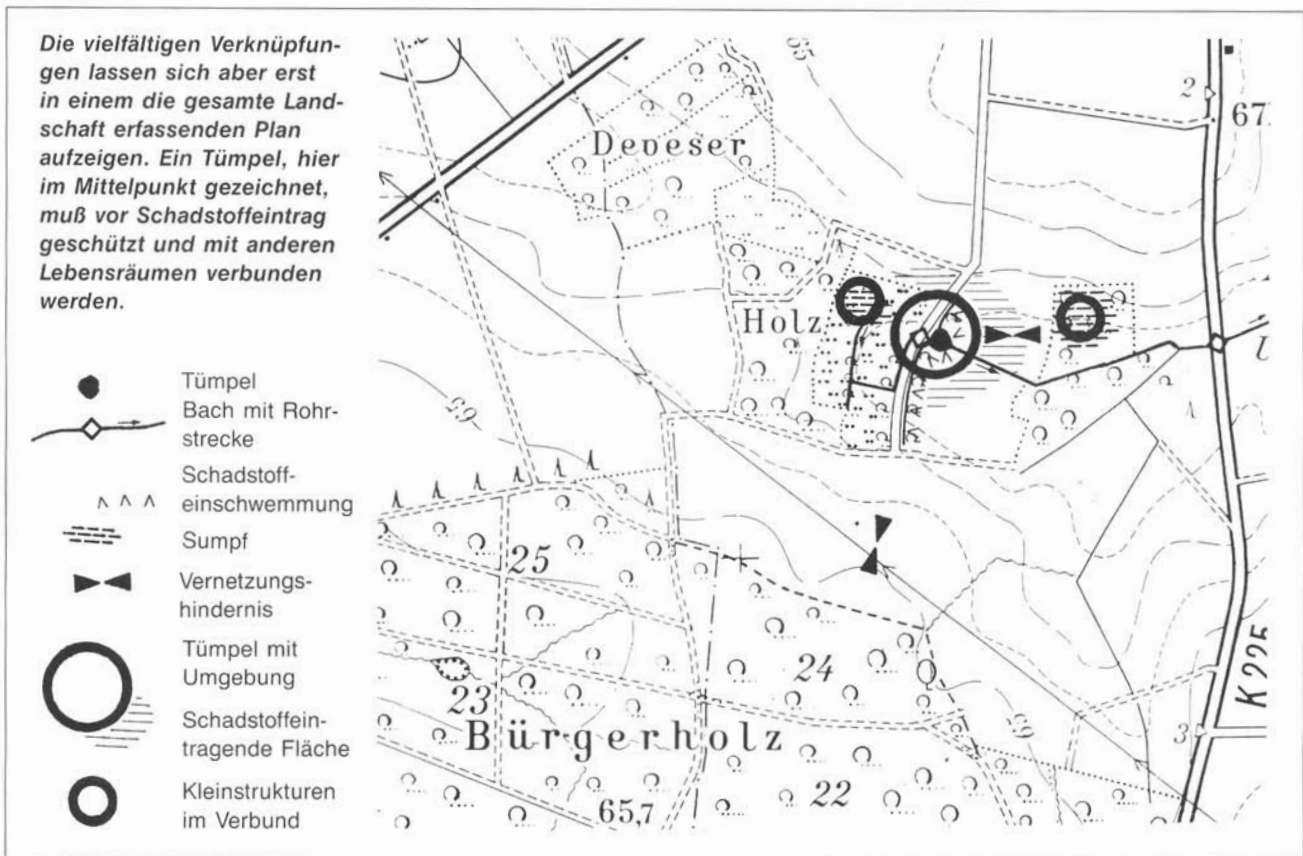 Die vielfältigen Verknüpfun-
gen lassen sich aber erst
in einem die gesamte Land-
schaft erfassenden Plan
aufzeigen. Ein Tümpel, hier
im Mittelpunkt gezeichnet,
muß vor Schadstoffeintrag
geschützt und mit anderen
Lebensräumen verbunden
werden.
Tümpel
Bach mit Rohr-
strecke
Schadstoff-
einschwemmung
Sumpf
Vernetzungs-
hindernis
Tümpel mit
Umgebung
Schadstoffein-
tragende Fläche
Kleinstrukturen
im Verbund
65
2
67
Deveser
Holz
69
25
24
23
Bürgerholz
69
K 225
3
22
65,7